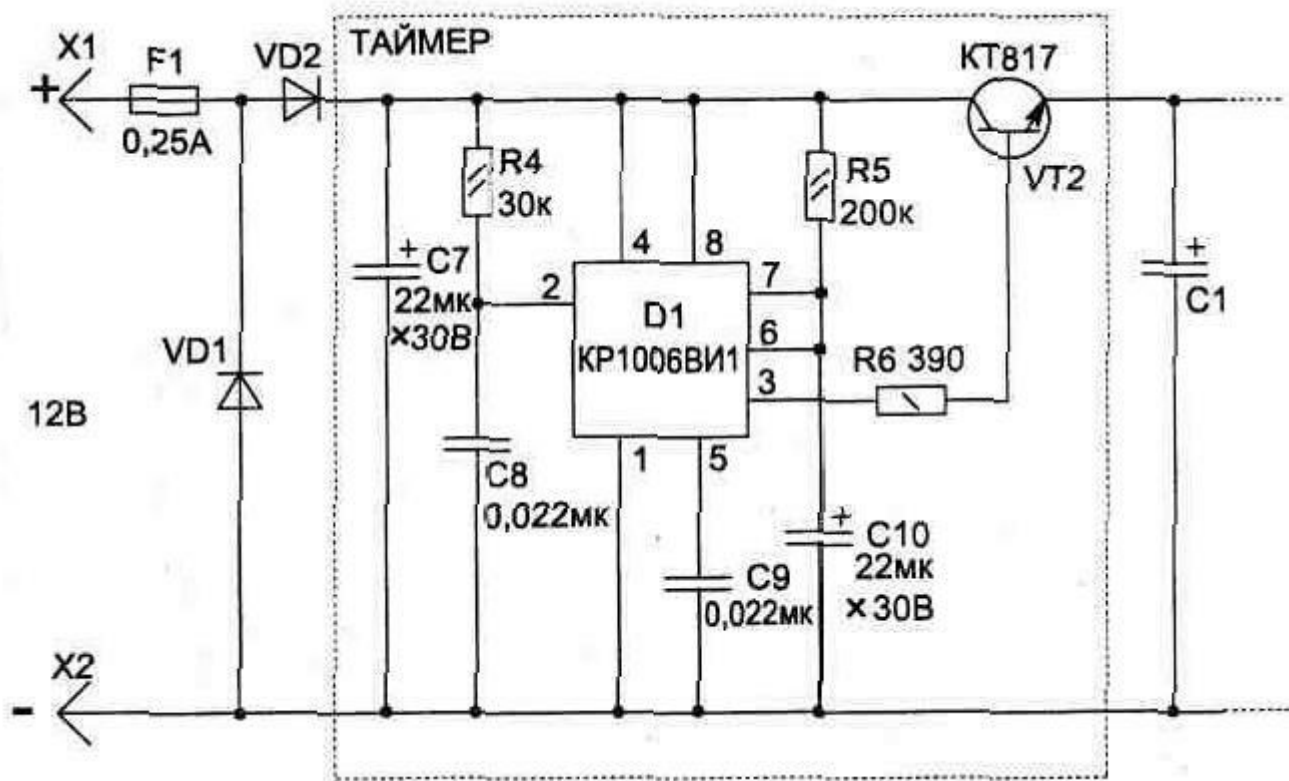 ТАЙМЕР
X1
F1
VD2
КТ817
+
0,25А
R4
30к
R5
200к
VT2
+
C7
22мк
×30В
4
8
2
7
D1
КР1006ВИ1
6
3
R6 390
+
C1
VD1
12В
1
5
C8
0,022мк
+
C10
22мк
×30В
C9
0,022мк
X2
-